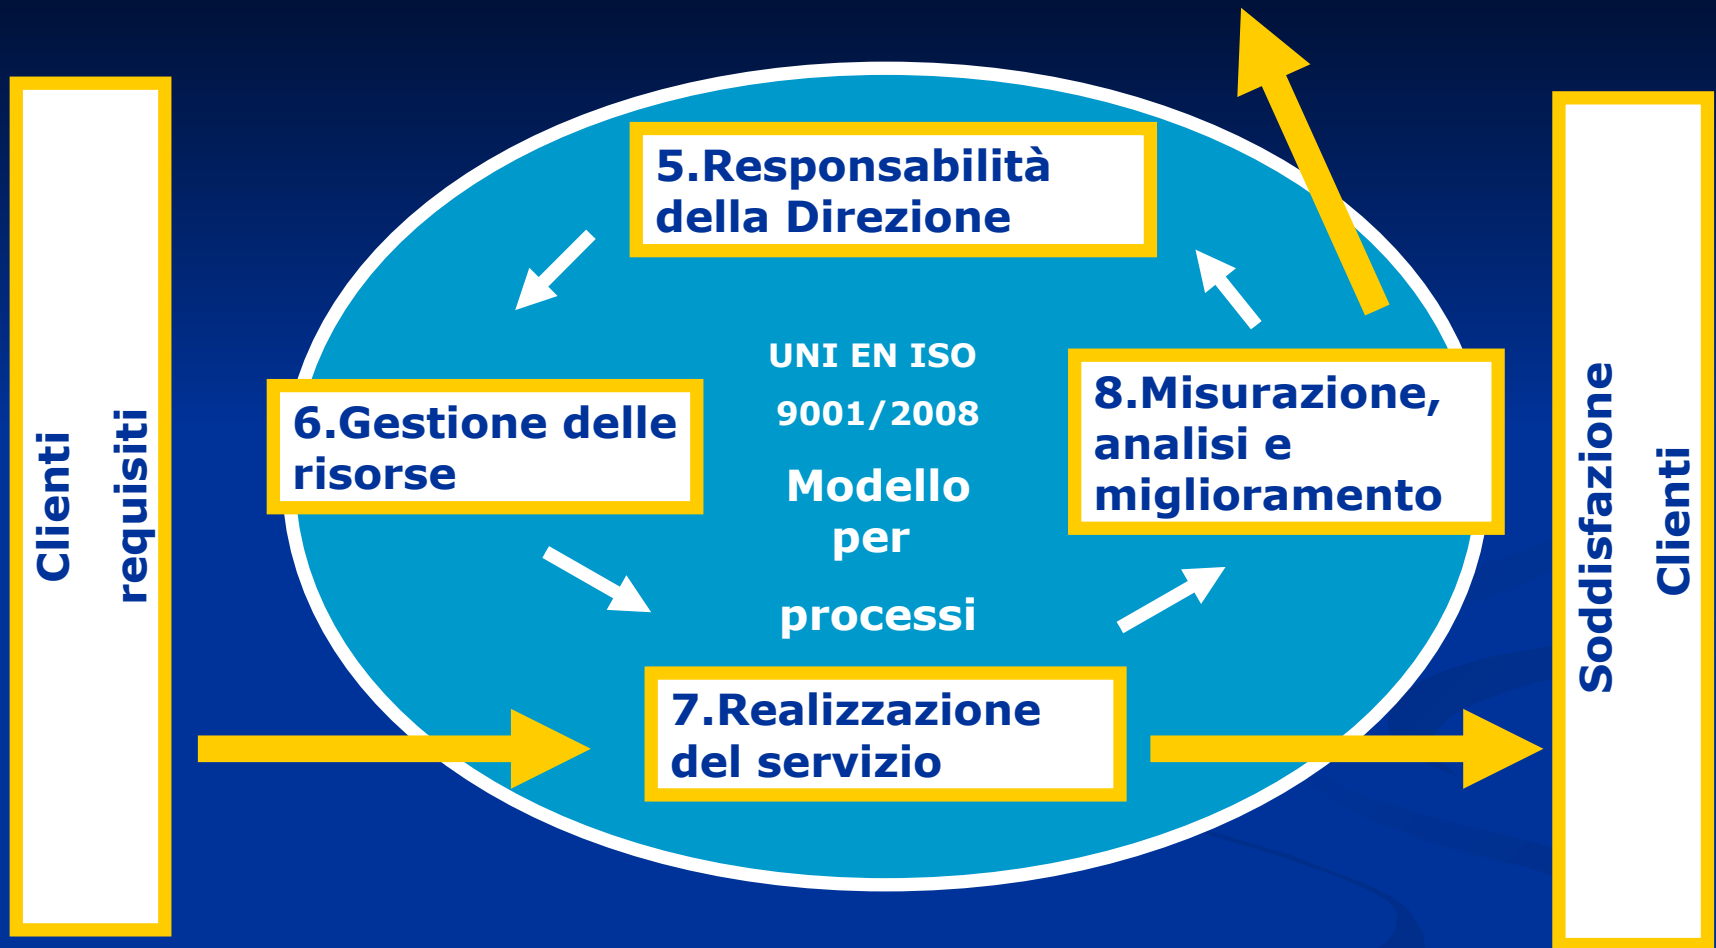 Clienti
requisiti
5.Responsabilità
della Direzione
6.Gestione delle
risorse
UNI EN ISO
9001/2008
Modello
per
processi
8.Misurazione,
analisi e
miglioramento
7.Realizzazione
del servizio
Soddisfazione
Clienti